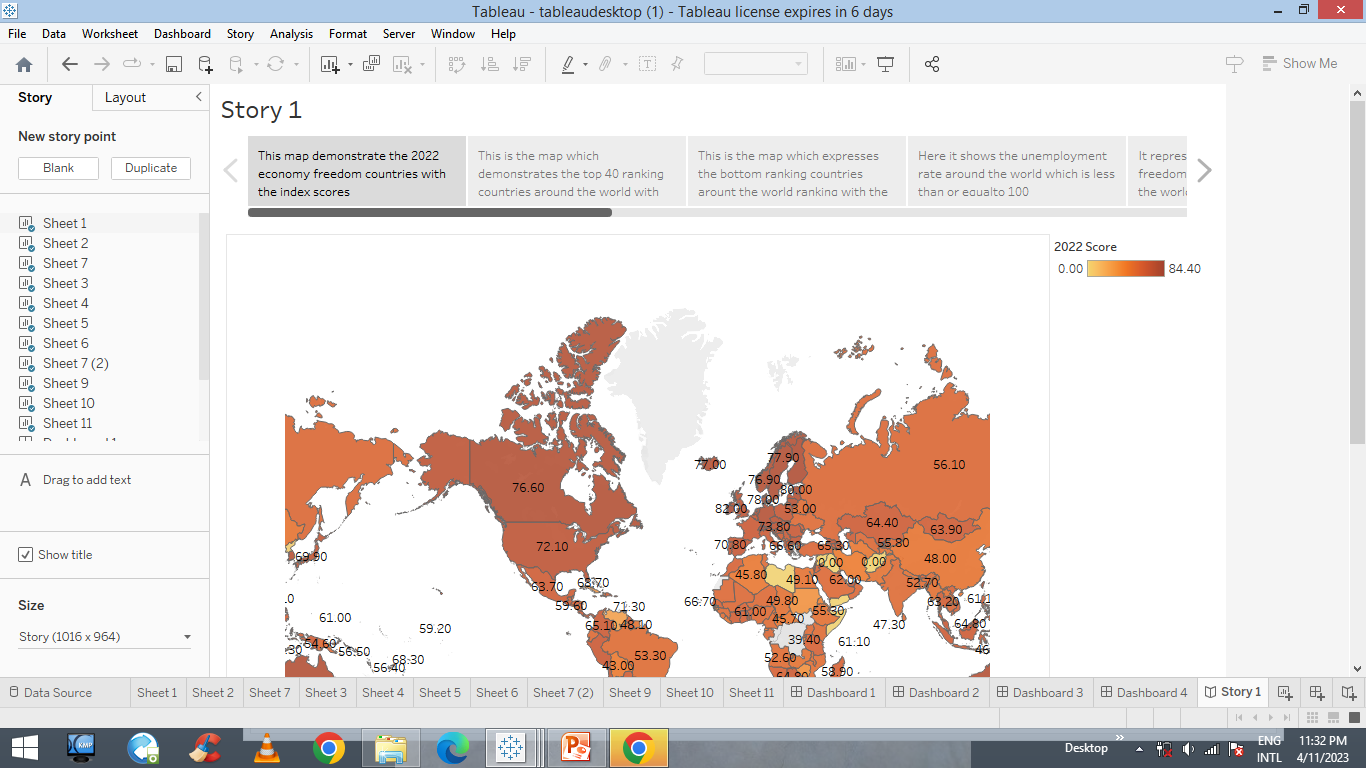 Tableau - tableaudesktop (1) - Tableau license expires in 6 days
File Data Worksheet Dashboard Story Analysis Format Server Window Help
Show Me
Story Layout
New story point
Blank Duplicate
Sheet 1
Sheet 2
Sheet 7
Sheet 3
Sheet 4
Sheet 5
Sheet 6
Sheet 7 (2)
Sheet 9
Sheet 10
Sheet 11
Drag to add text
Show title
Size
Story (1016 x 964)
Story 1
This map demonstrate the 2022
economy freedom countries with
the index scores
This is the map which
demonstrates the top 40 ranking
countries around the world with
This is the map which expresses
the bottom ranking countries
arount the world ranking with the
Here it shows the unemployment
rate around the world which is less
than or equalto 100
It repres
freedom
the world
2022 Score
0.00 84.40
77.90
77.00
56.10
76.90
76.60
80.00
78.00
82.00
53.00
64.40
73.80
63.90
70.80
72.10
66.60
65.30
55.80
69.90
48.00
0.00
0.00
45.80
49.10
62.00
52.70
63.70
68.70
66.70
49.80
63.20
61.1
59.60
71.30
61.00
55.30
61.00
45.70
47.30
64.80
59.20
65.10
48.10
39.40
61.10
54.60
56.50
53.30
52.60
68.30
56.40
43.00
58.90
Data Source Sheet 1 Sheet 2 Sheet 7 Sheet 3 Sheet 4 Sheet 5 Sheet 6 Sheet 7 (2) Sheet 9 Sheet 10 Sheet 11 Dashboard 1 Dashboard 2 Dashboard 3 Dashboard 4 Story 1
KMP
Desktop
ENG
INTL
11:32 PM
4/11/2023